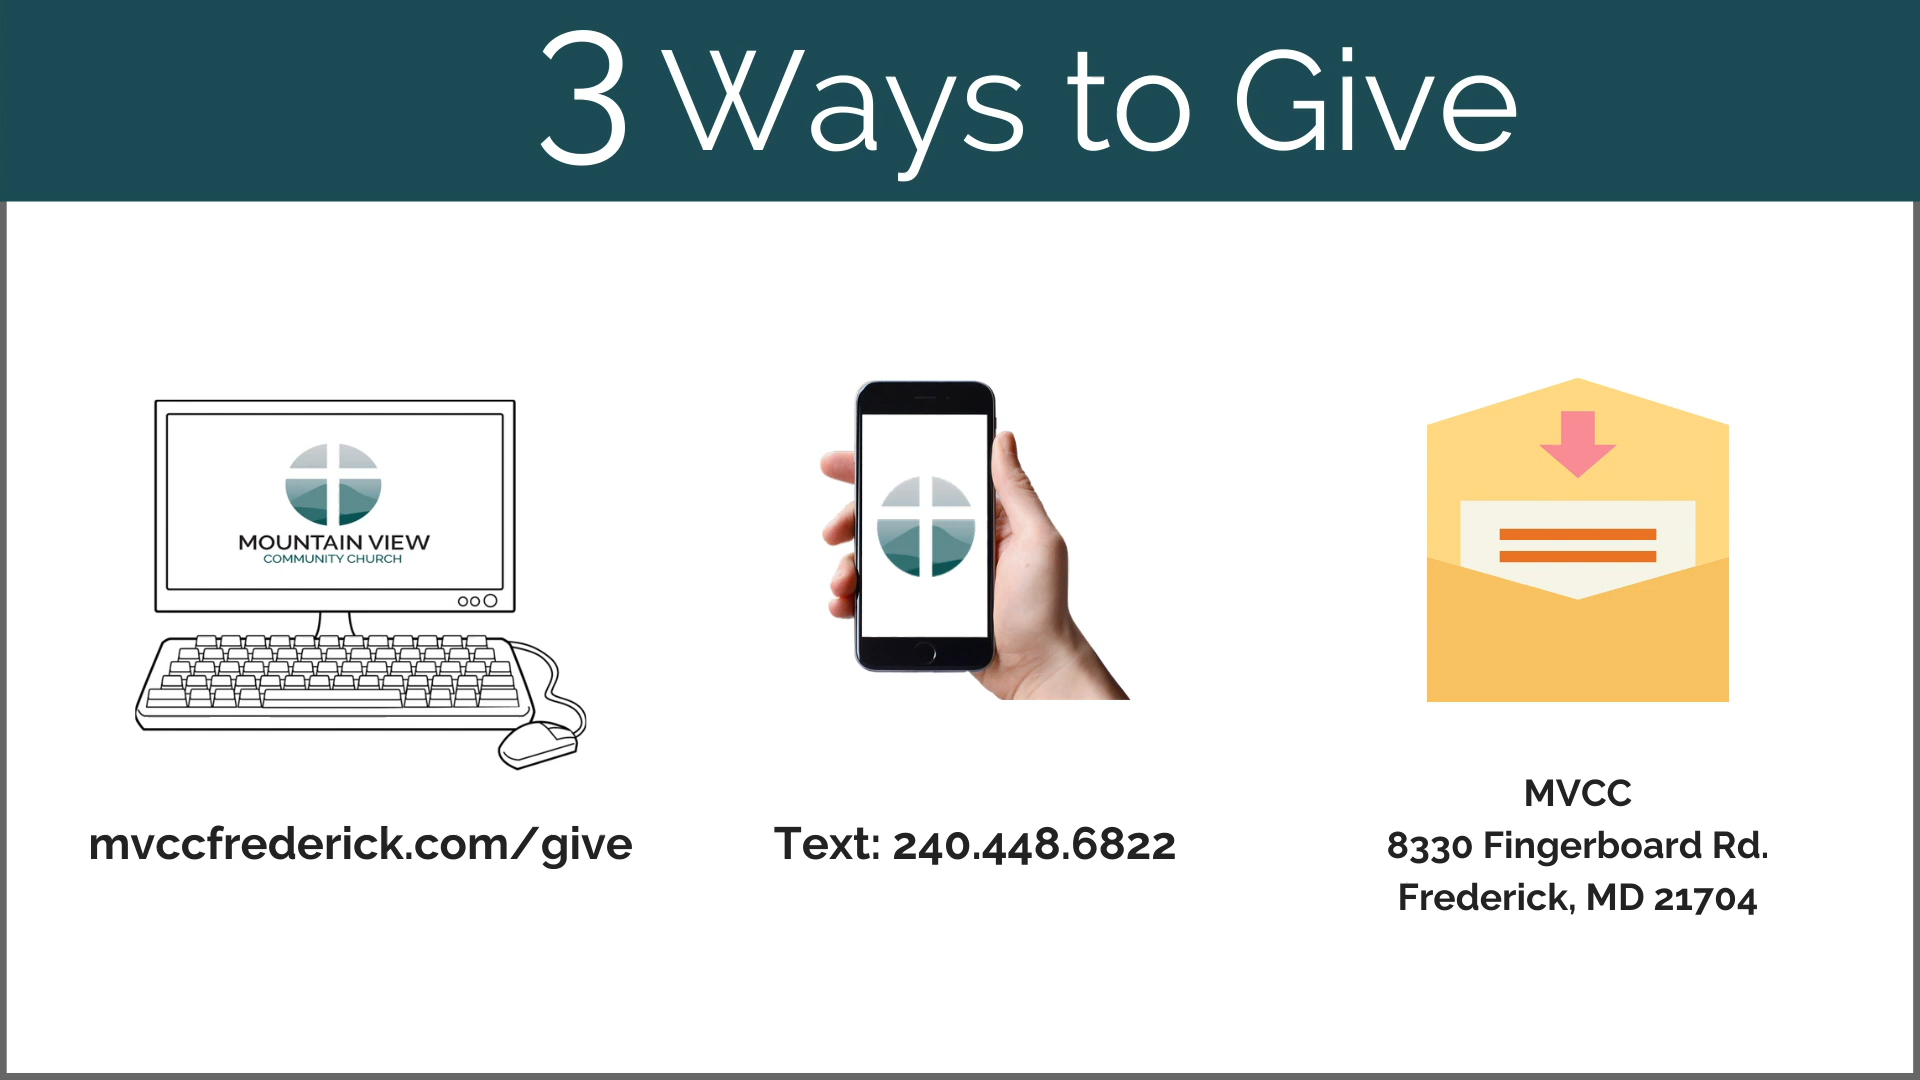 3 Ways to Give
MOUNTAIN VIEW
COMMUNITY CHURCH
mvccfrederick.com/give
Text: 240.448.6822
MVCC
8330 Fingerboard Rd.
Frederick, MD 21704